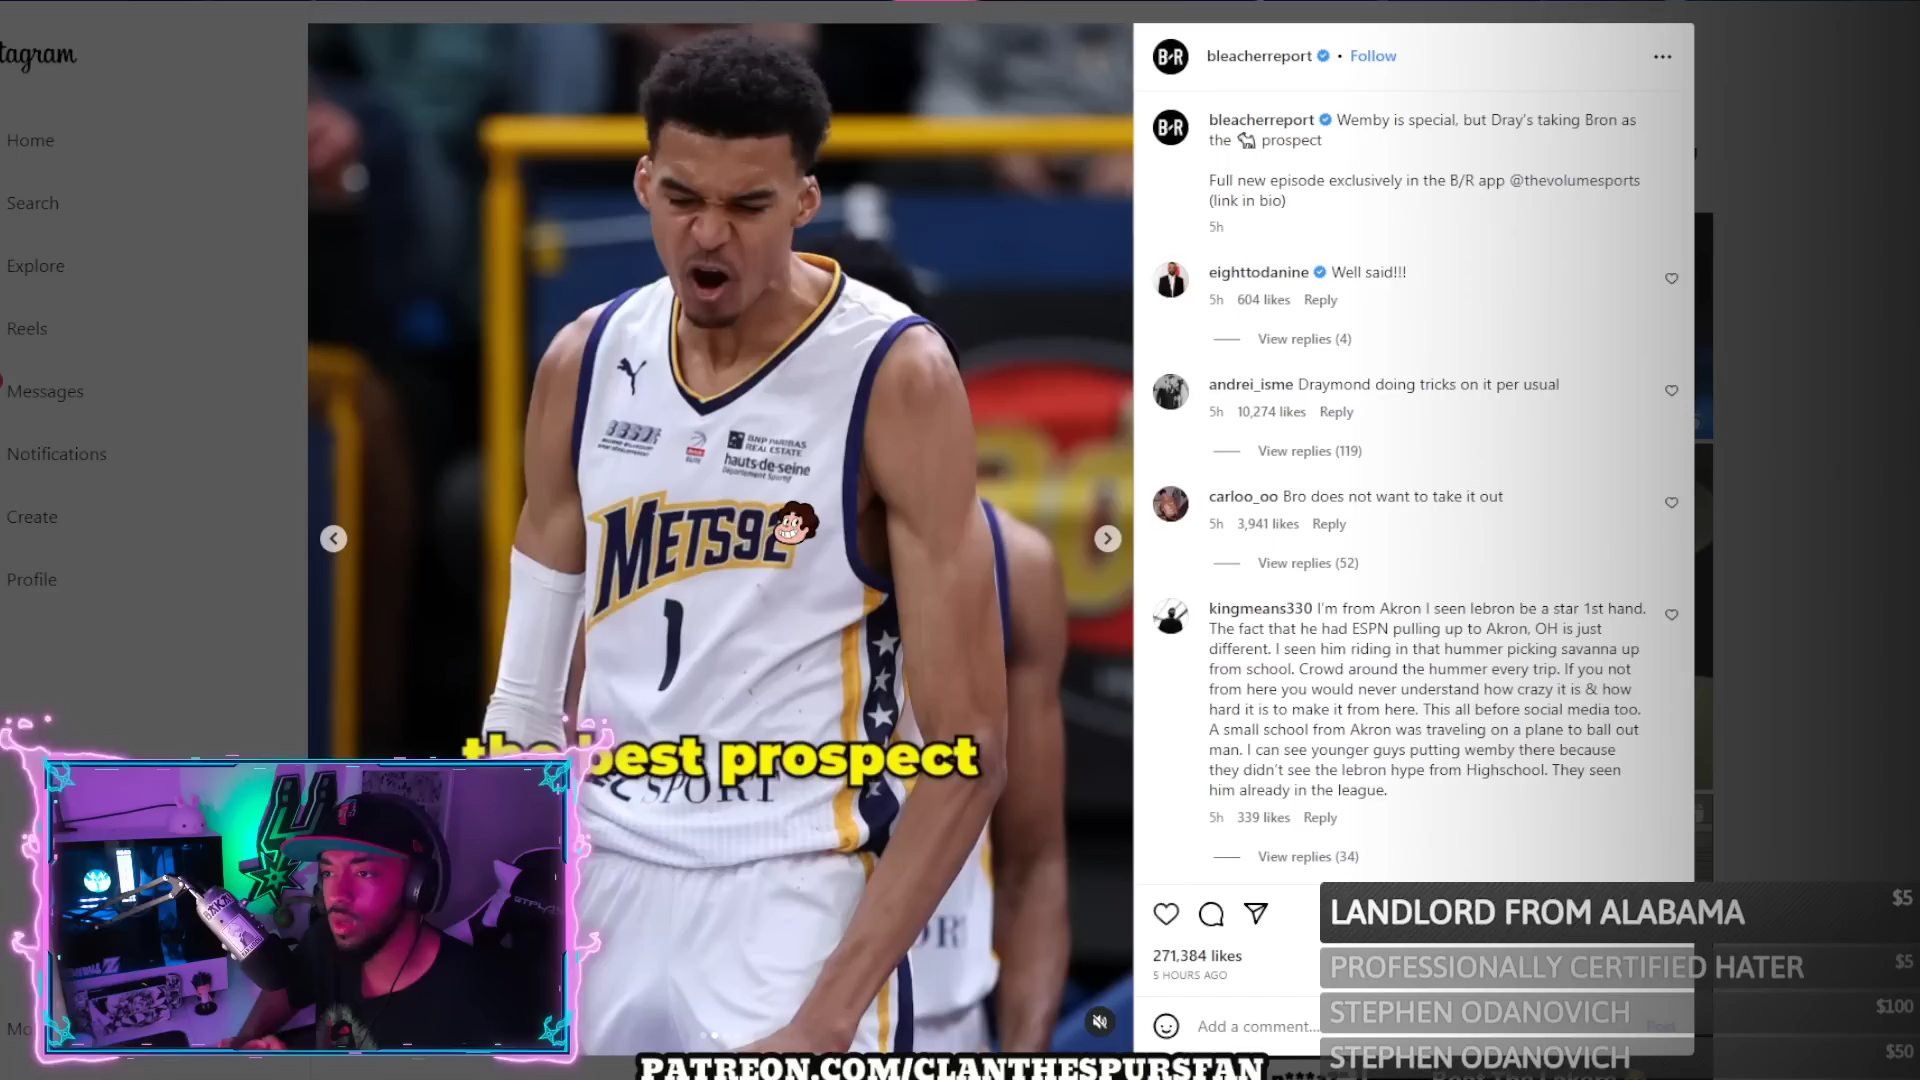 tagram
Home
Search
Explore
Reels
Messages
Notifications
Create
Profile
Mo
PUMA
BNP PARIBAS
REAL ESTATE
hauts-de-seine
Département Sportif
METS92
1
the best prospect
SPORT
B·R
bleacherreport • Follow
B·R
bleacherreport Wemby is special, but Dray's taking Bron as
the 🐐 prospect
Full new episode exclusively in the B/R app @thevolumesports
(link in bio)
5h
eighttodanine Well said!!!
5h 604 likes Reply
View replies (4)
andrei_isme Draymond doing tricks on it per usual
5h 10,274 likes Reply
View replies (119)
carloo_oo Bro does not want to take it out
5h 3,941 likes Reply
View replies (52)
kingmeans330 I'm from Akron I seen lebron be a star 1st hand.
The fact that he had ESPN pulling up to Akron, OH is just
different. I seen him riding in that hummer picking savanna up
from school. Crowd around the hummer every trip. If you not
from here you would never understand how crazy it is & how
hard it is to make it from here. This all before social media too.
A small school from Akron was traveling on a plane to ball out
man. I can see younger guys putting wemby there because
they didn't see the lebron hype from Highschool. They seen
him already in the league.
5h 339 likes Reply
View replies (34)
271,384 likes
5 HOURS AGO
Add a comment...
Post
LANDLORD FROM ALABAMA $5
PROFESSIONALLY CERTIFIED HATER $5
STEPHEN ODANOVICH $100
STEPHEN ODANOVICH $50
PATREON.COM/CLANTHESPURSFAN